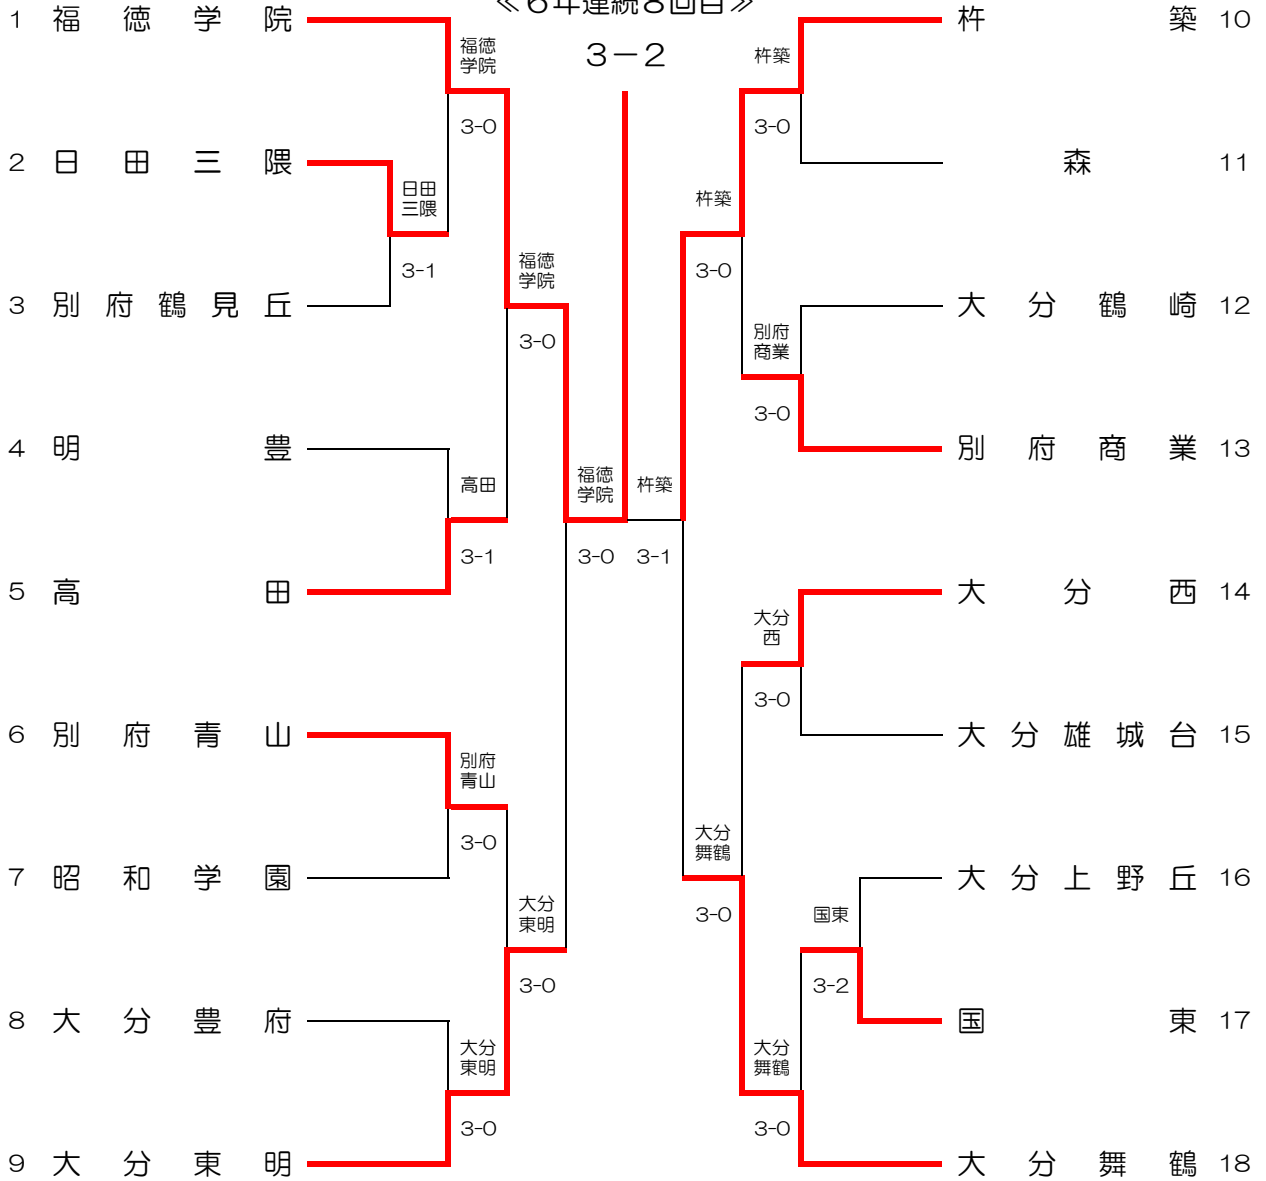 ≪6年連続8回目≫
3－2
1 福徳学院
2 日田三隈
3 別府鶴見丘
4 明豊
5 高田
6 別府青山
7 昭和学園
8 大分豊府
9 大分東明
福徳
学院
3-0
日田
三隈
3-1
福徳
学院
3-0
高田
3-1
福徳
学院
3-0
別府
青山
3-0
大分
東明
3-0
大分
東明
3-0
杵築
3-1
杵築
3-0
杵築
3-0
別府
商業
3-0
大分
西
3-0
大分
舞鶴
3-0
国東
3-2
大分
舞鶴
3-0
杵築 10
森 11
大分鶴崎 12
別府商業 13
大分西 14
大分雄城台 15
大分上野丘 16
国東 17
大分舞鶴 18